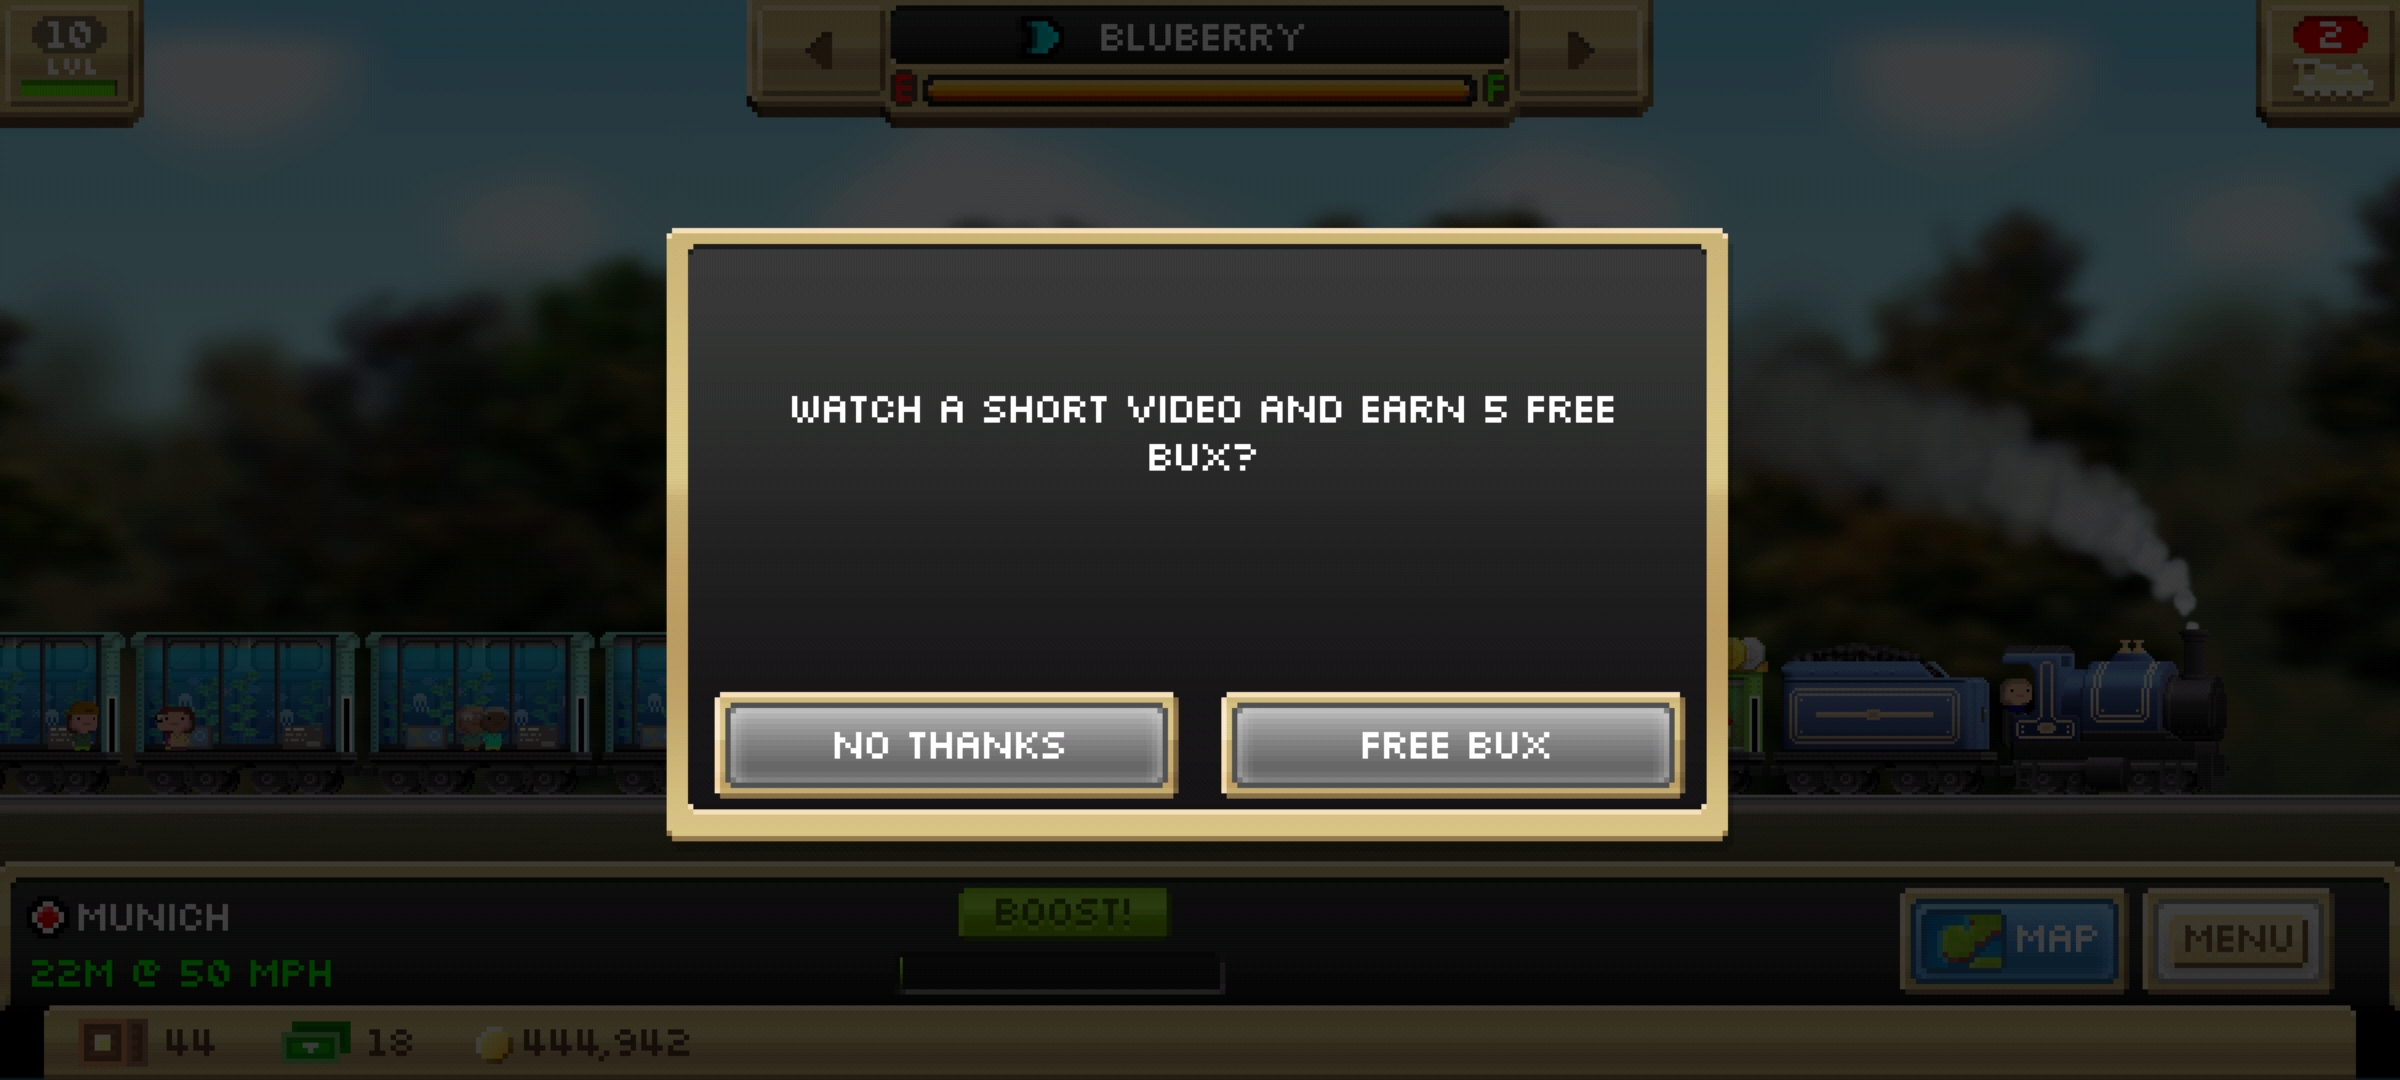 10
LVL
BLUBERRY
E F
2
WATCH A SHORT VIDEO AND EARN 5 FREE
BUX?
NO THANKS
FREE BUX
MUNICH
22M @ 50 MPH
BOOST!
MAP
MENU
44
18
444,942